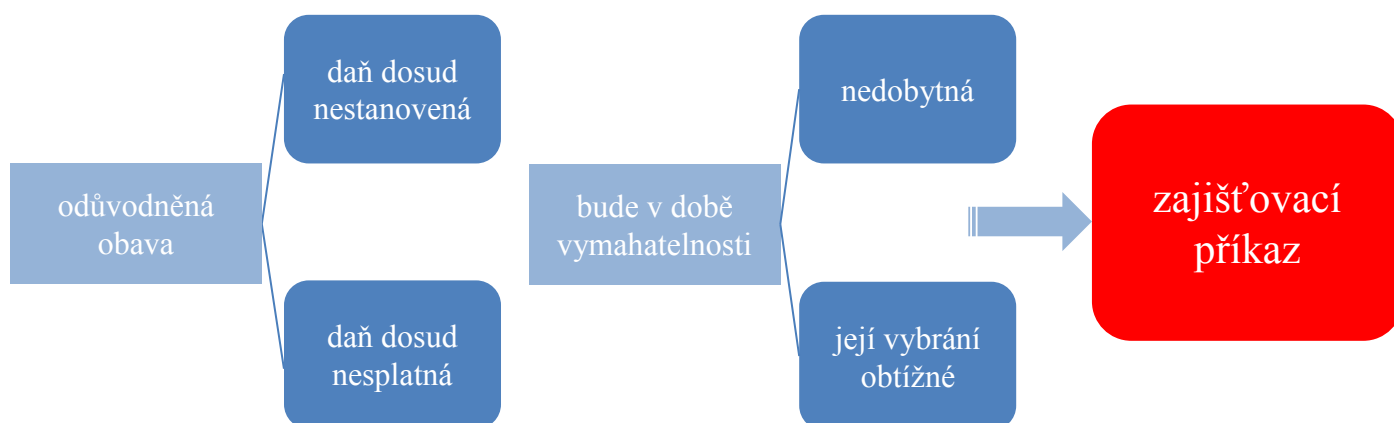 odůvodněná
obava
daň dosud
nestanovená
daň dosud
nesplatná
bude v době
vymahatelnosti
nedobytná
její vybrání
obtížné
zajišťovací
příkaz